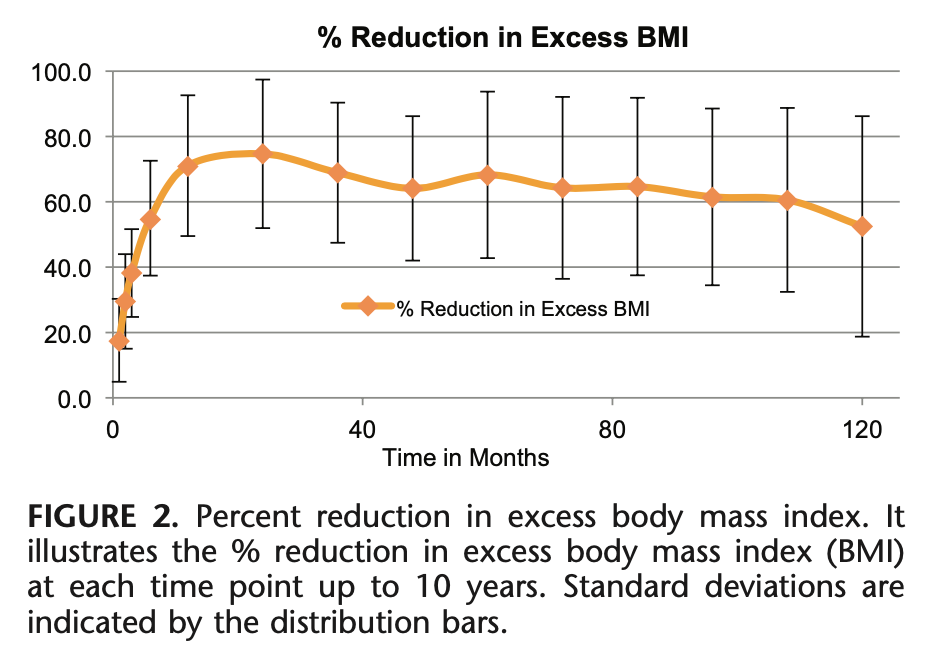 % Reduction in Excess BMI
100.0
80.0
60.0
40.0
20.0
0.0
% Reduction in Excess BMI
0 40 80 120
Time in Months
FIGURE 2. Percent reduction in excess body mass index. It
illustrates the % reduction in excess body mass index (BMI)
at each time point up to 10 years. Standard deviations are
indicated by the distribution bars.